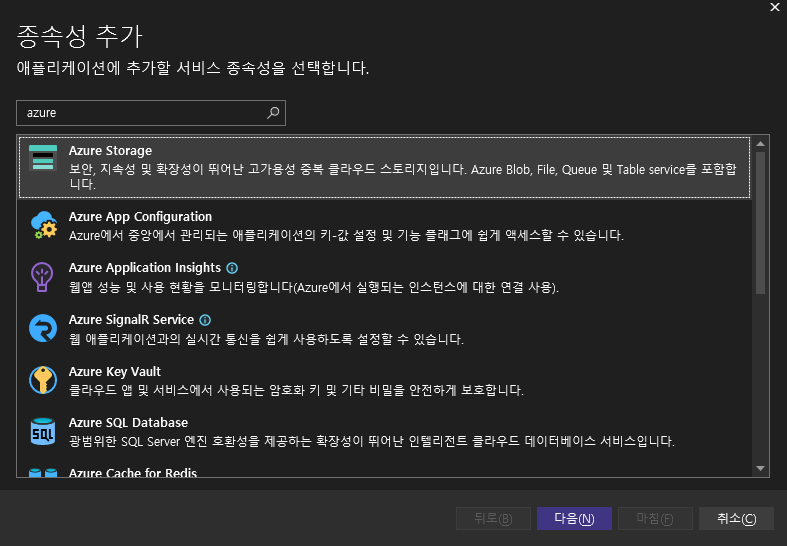 종속성 추가
애플리케이션에 추가할 서비스 종속성을 선택합니다.
azure
Azure Storage
보안, 지속성 및 확장성이 뛰어난 고가용성 중복 클라우드 스토리지입니다. Azure Blob, File, Queue 및 Table service를 포함합
니다.
Azure App Configuration
Azure에서 중앙에서 관리되는 애플리케이션의 키-값 설정 및 기능 플래그에 쉽게 액세스할 수 있습니다.
Azure Application Insights
웹앱 성능 및 사용 현황을 모니터링합니다(Azure에서 실행되는 인스턴스에 대한 연결 사용).
Azure SignalR Service
웹 애플리케이션과의 실시간 통신을 쉽게 사용하도록 설정할 수 있습니다.
Azure Key Vault
클라우드 앱 및 서비스에서 사용되는 암호화 키 및 기타 비밀을 안전하게 보호합니다.
SQL
Azure SQL Database
광범위한 SQL Server 엔진 호환성을 제공하는 확장성이 뛰어난 인텔리전트 클라우드 데이터베이스 서비스입니다.
Azure Cache for Redis
뒤로(B) 다음(N) 마침(F) 취소(C)